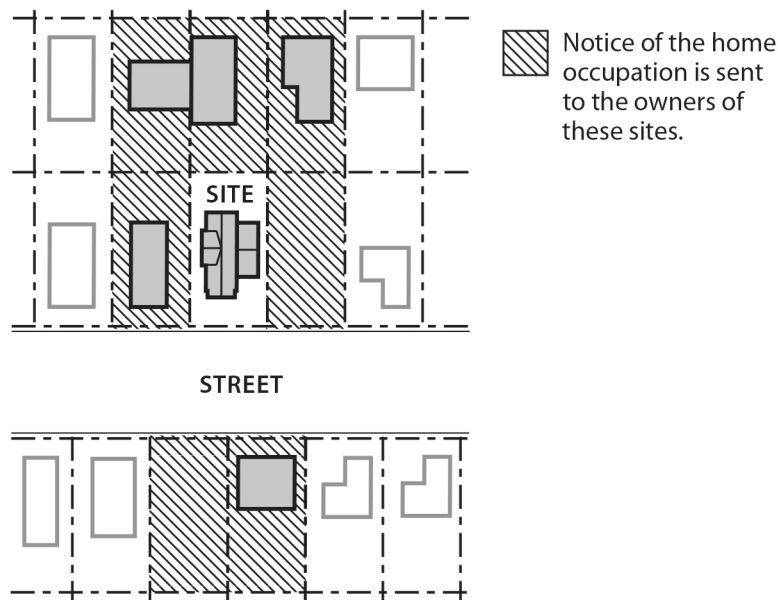 Notice of the home
occupation is sent
to the owners of
these sites.
SITE
STREET